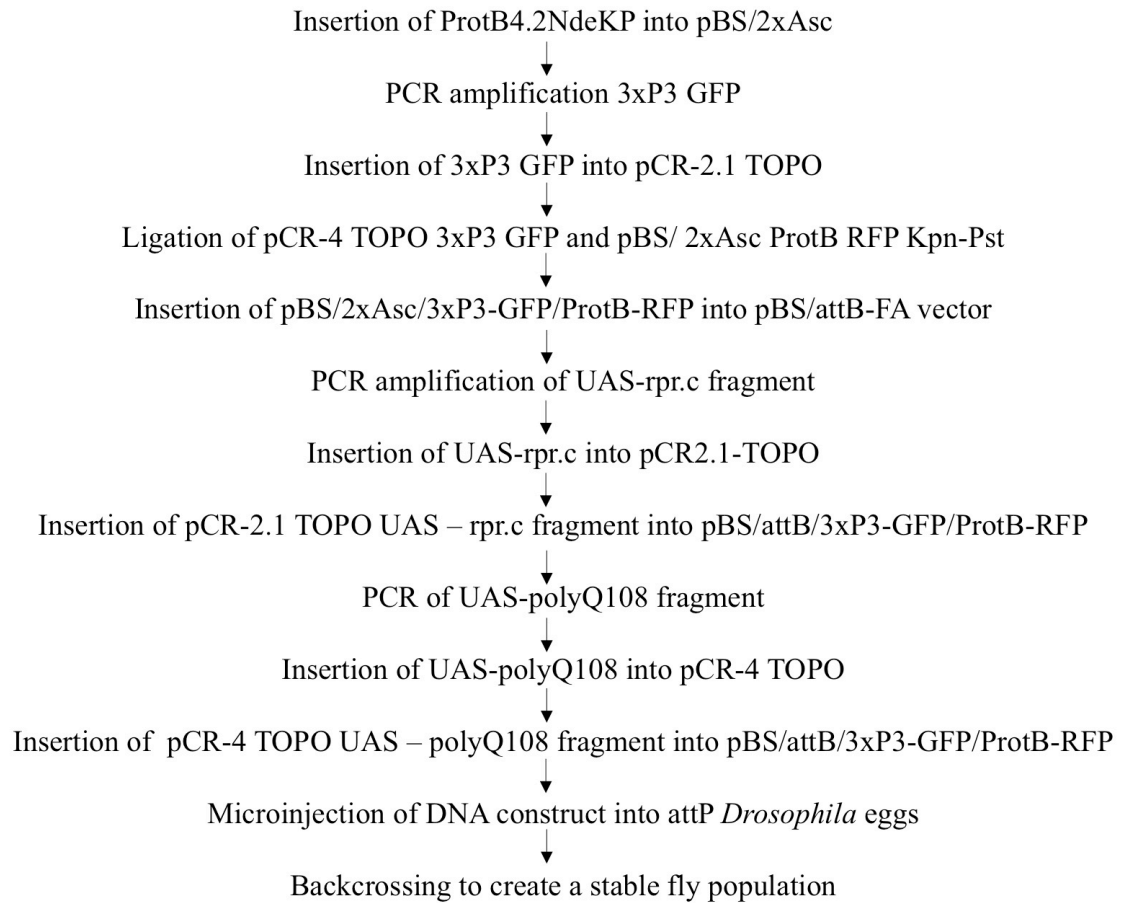 Insertion of ProtB4.2NdeKP into pBS/2xAsc
PCR amplification 3xP3 GFP
Insertion of 3xP3 GFP into pCR-2.1 TOPO
Ligation of pCR-4 TOPO 3xP3 GFP and pBS/ 2xAsc ProtB RFP Kpn-Pst
Insertion of pBS/2xAsc/3xP3-GFP/ProtB-RFP into pBS/attB-FA vector
PCR amplification of UAS-rpr.c fragment
Insertion of UAS-rpr.c into pCR2.1-TOPO
Insertion of pCR-2.1 TOPO UAS – rpr.c fragment into pBS/attB/3xP3-GFP/ProtB-RFP
PCR of UAS-polyQ108 fragment
Insertion of UAS-polyQ108 into pCR-4 TOPO
Insertion of  pCR-4 TOPO UAS – polyQ108 fragment into pBS/attB/3xP3-GFP/ProtB-RFP
Microinjection of DNA construct into attP Drosophila eggs
Backcrossing to create a stable fly population